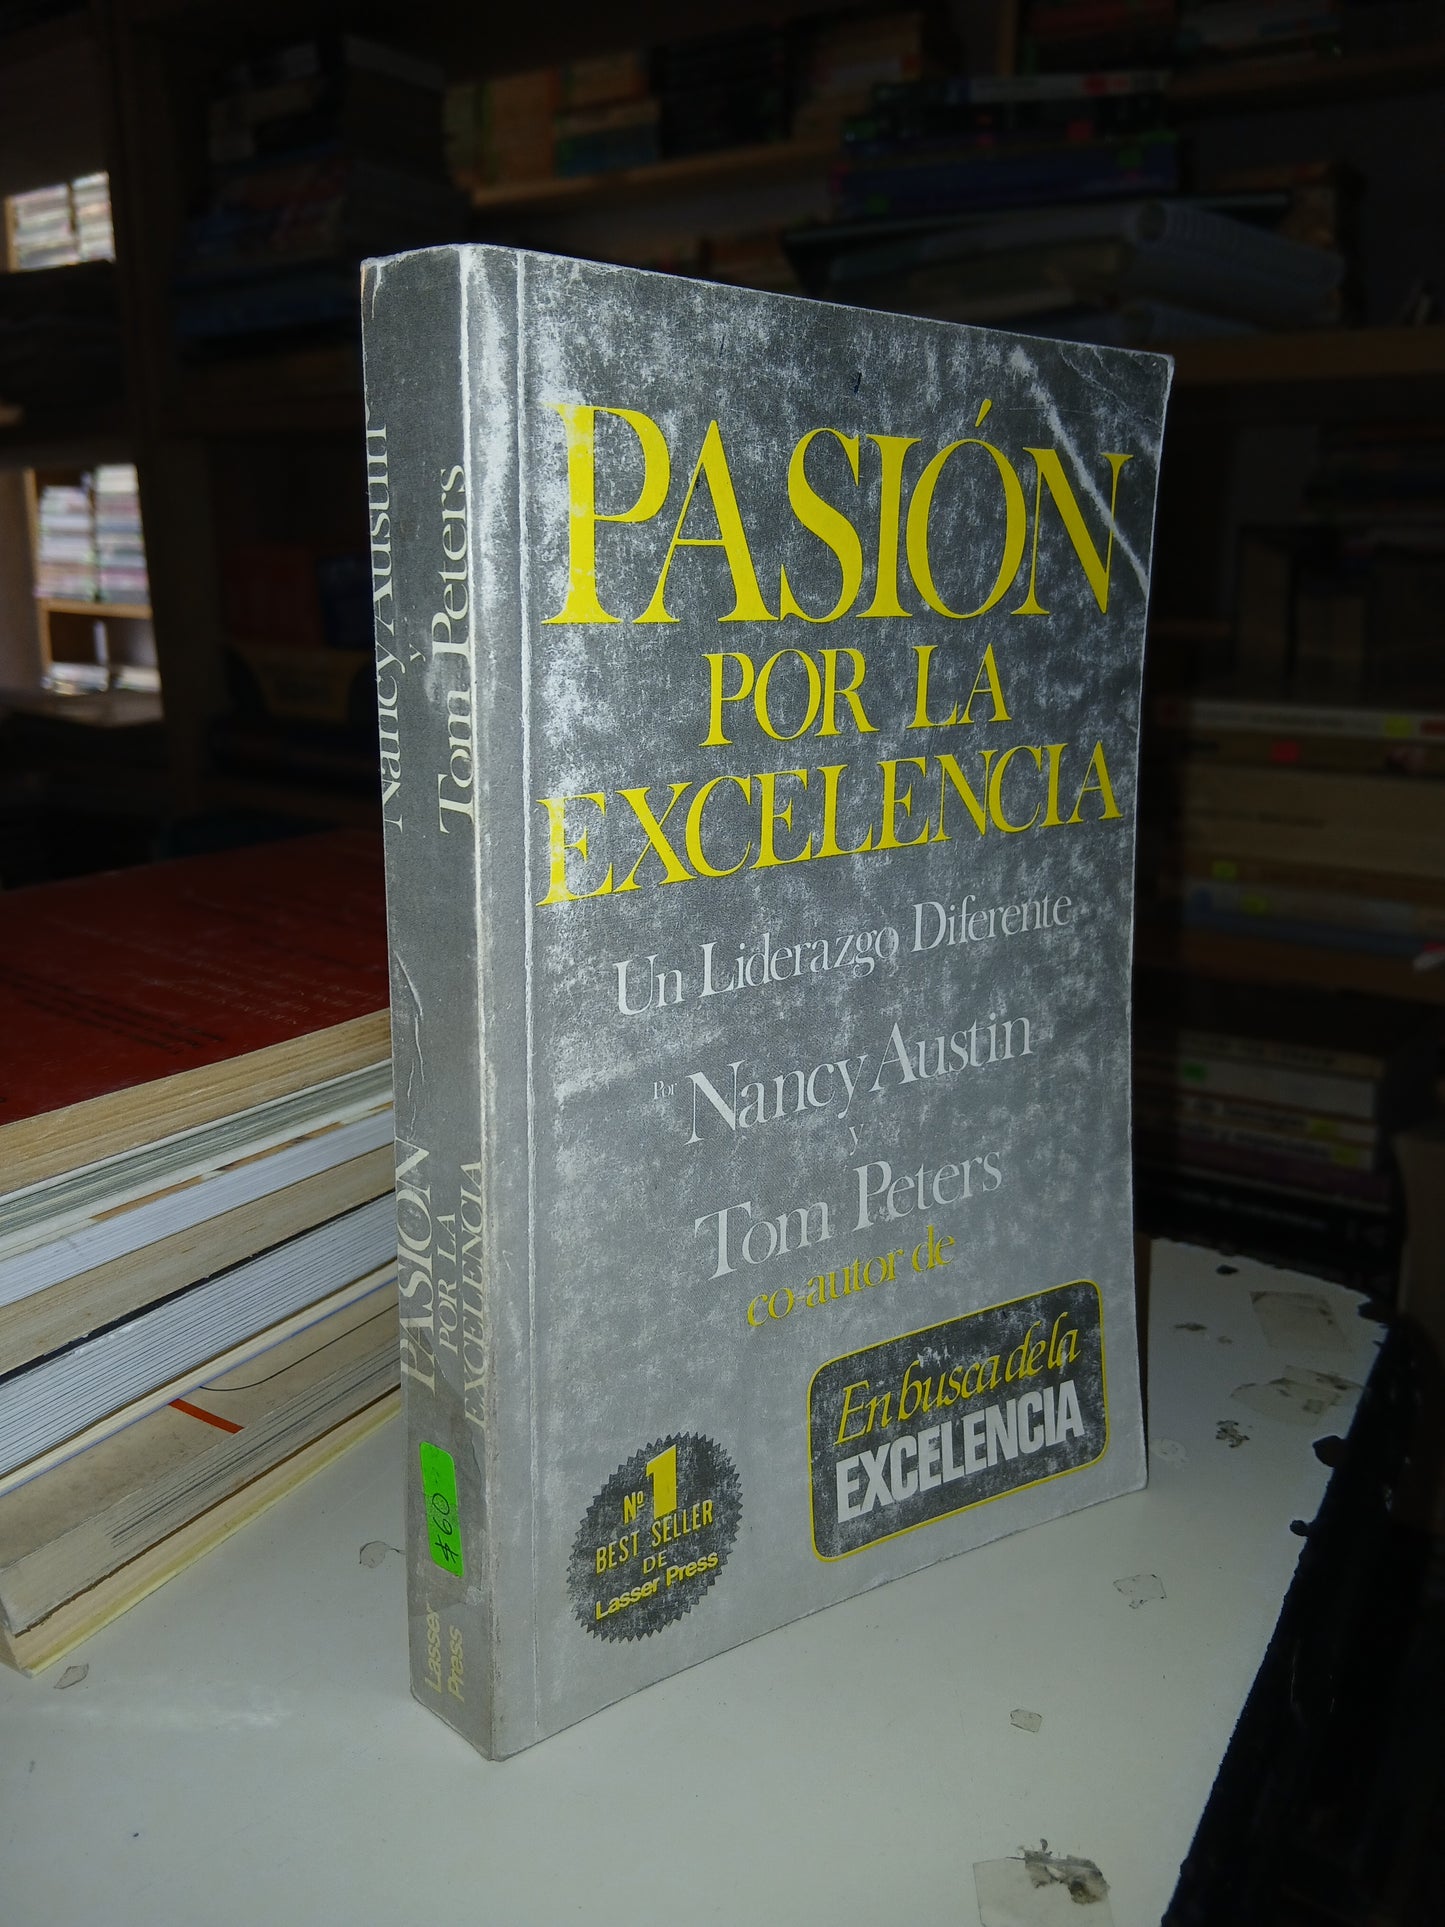 PASIÓN
POR LA
EXCELENCIA
Un Liderazgo Diferente
Por Nancy Austin
y
Tom Peters
co-autor de
En busca de la
EXCELENCIA
Nº 1
BEST SELLER
DE
Lasser Press
Nancy Austin
y
Tom Peters
PASIÓN
POR LA
EXCELENCIA
$60
Lasser
Press